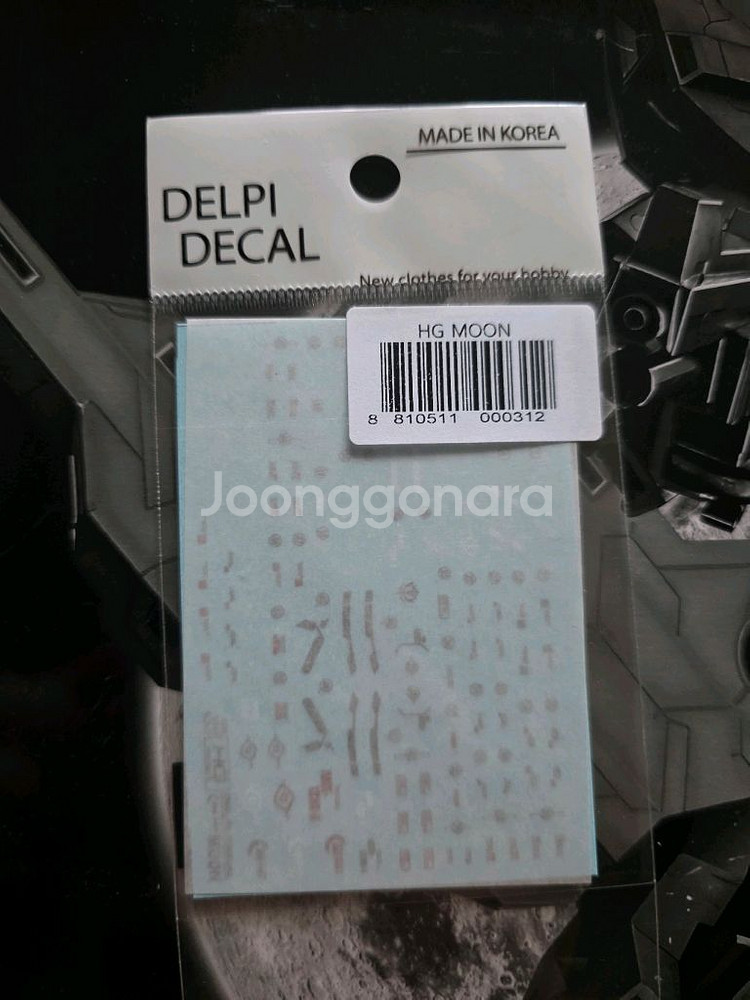 MADE IN KOREA
DELPI
DECAL
New clothes for your hobby
HG MOON
8 810511 000312
Joonggonara